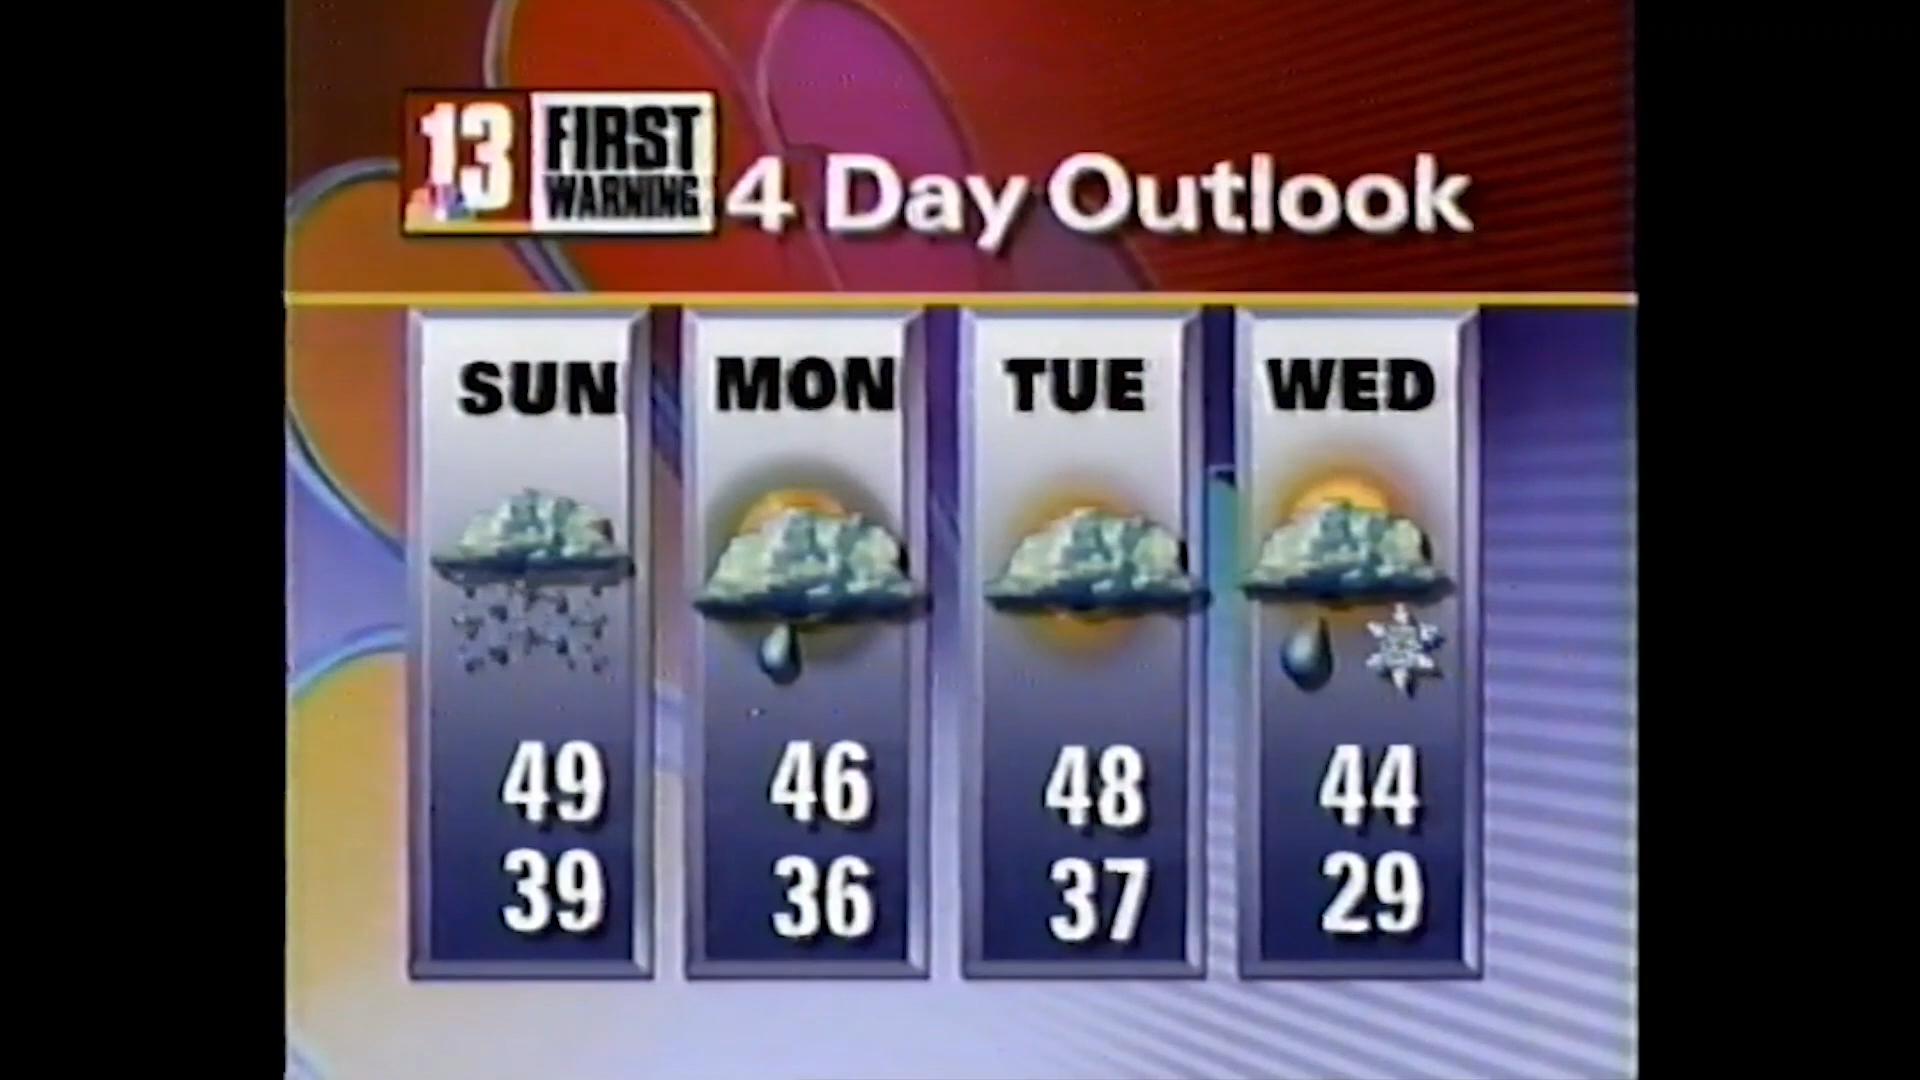 13 FIRST
WARNING
4 Day Outlook
SUN MON TUE WED
49 46 48 44
39 36 37 29